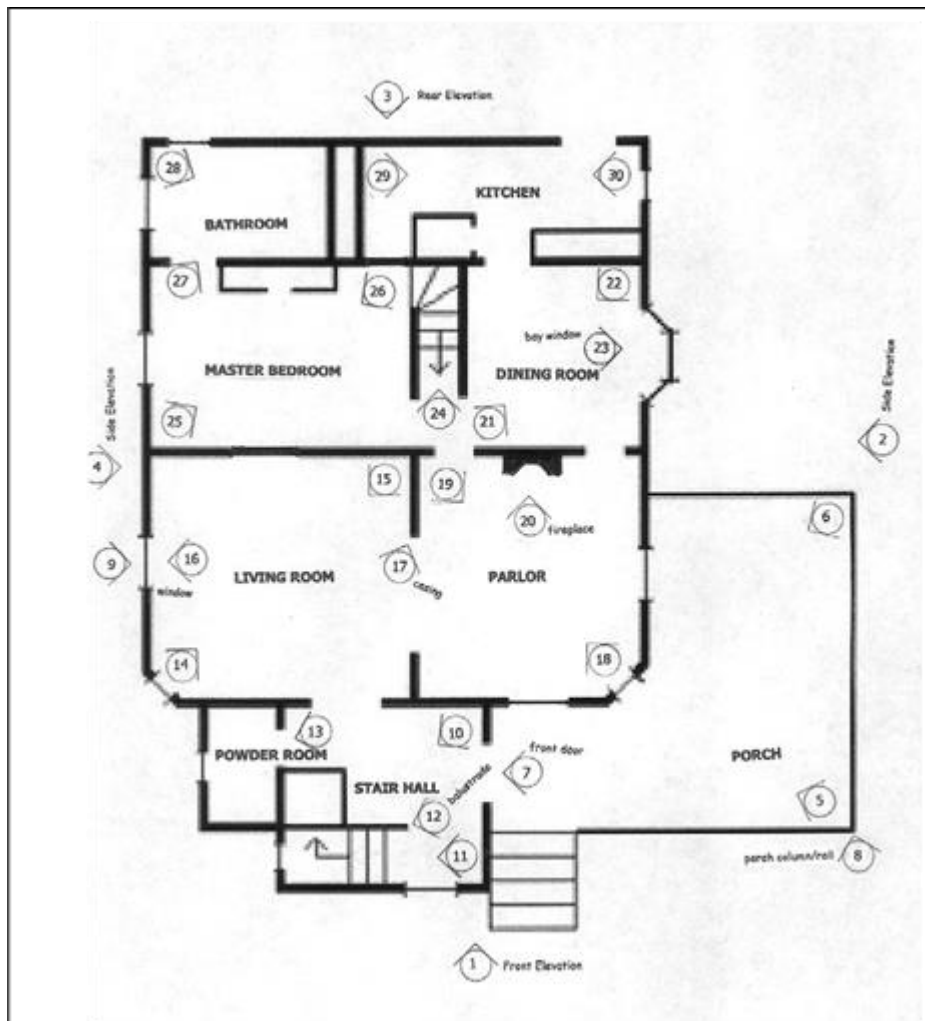 3 Rear Elevation
28
29
30
KITCHEN
BATHROOM
27
26
22
bay window
23
MASTER BEDROOM
DINING ROOM
Side Elevation
Side Elevation
25
24
21
2
4
15
19
6
20
fireplace
9
16
17
LIVING ROOM
PARLOR
window
casing
14
18
13
10
front door
POWDER ROOM
PORCH
7
balustrade
STAIR HALL
5
12
11
porch column/rail
8
1 Front Elevation